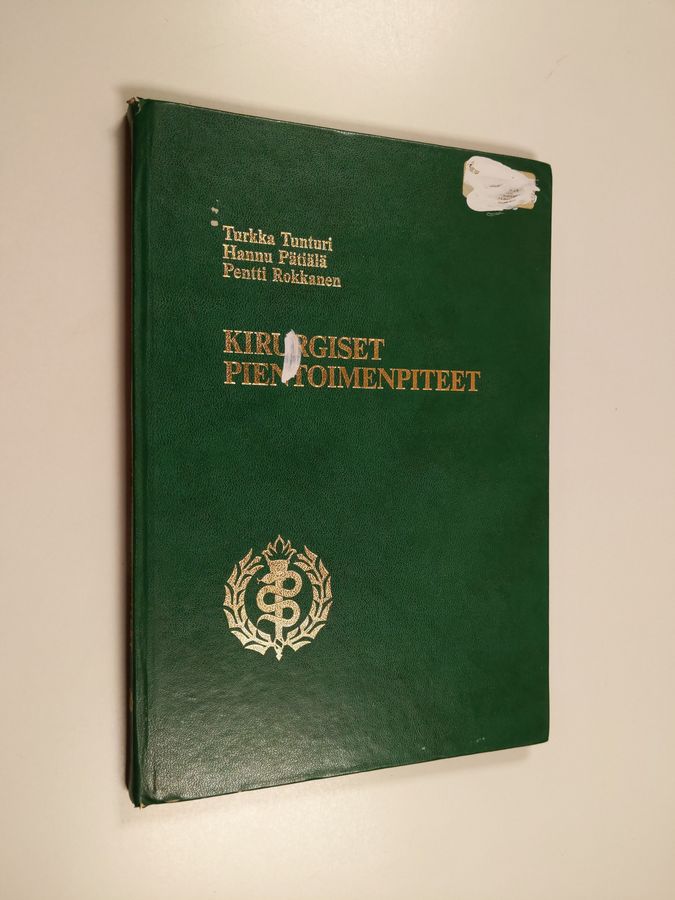 Turkka Tunturi
Hannu Pätiälä
Pentti Rokkanen
KIRURGISET
PIENTOIMENPITEET